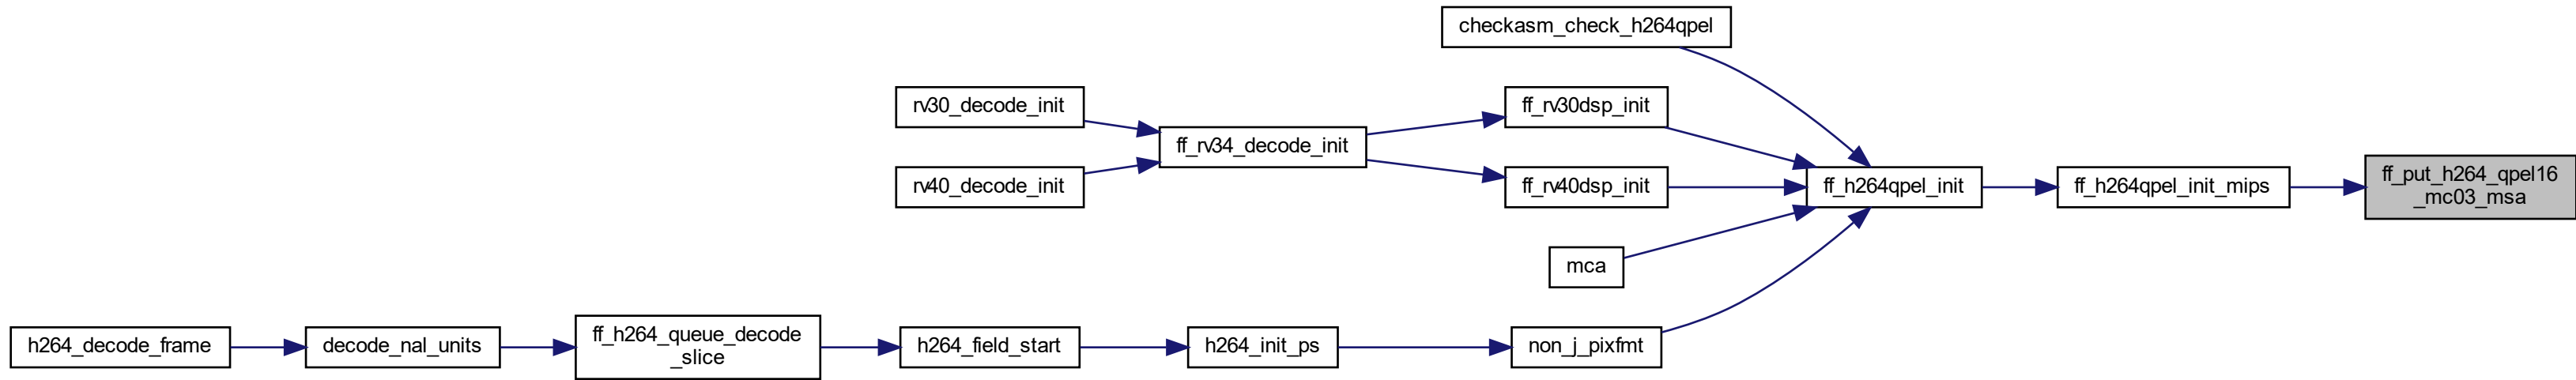 checkasm_check_h264qpel
rv30_decode_init
ff_rv30dsp_init
ff_rv34_decode_init
rv40_decode_init
ff_rv40dsp_init
ff_h264qpel_init
ff_h264qpel_init_mips
ff_put_h264_qpel16
_mc03_msa
mca
h264_decode_frame
decode_nal_units
ff_h264_queue_decode
_slice
h264_field_start
h264_init_ps
non_j_pixfmt